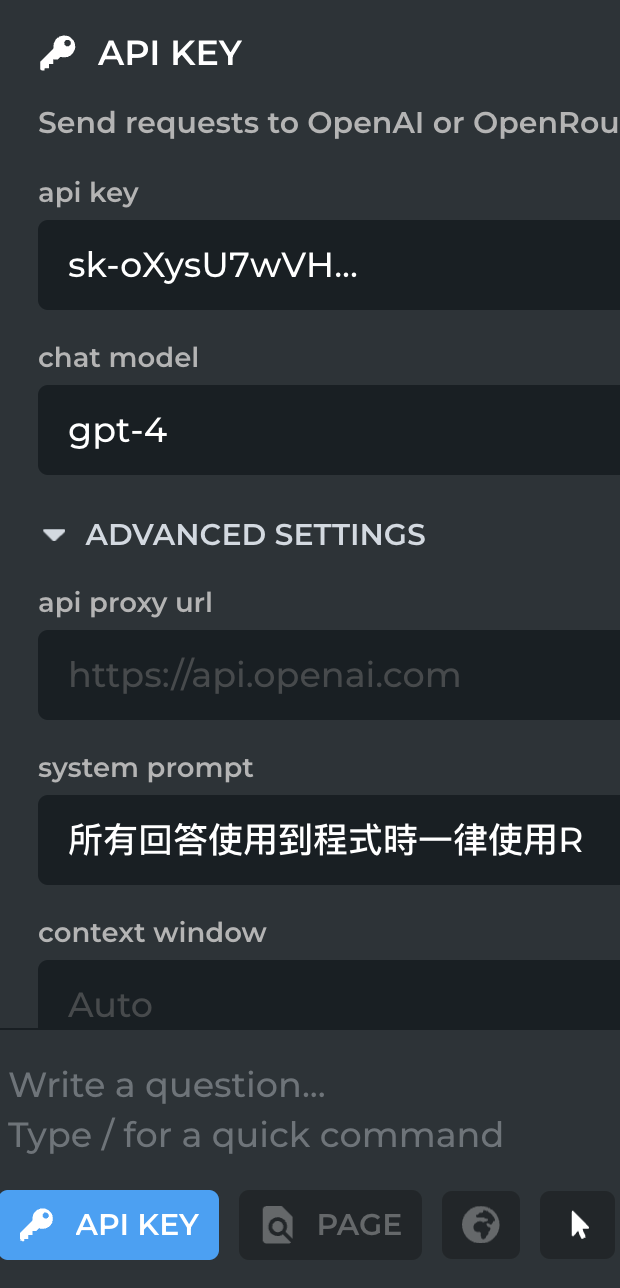 API KEY
Send requests to OpenAI or OpenRou
api key
sk-oXysU7wVH...
chat model
gpt-4
ADVANCED SETTINGS
api proxy url
https://api.openai.com
system prompt
所有回答使用到程式時一律使用R
context window
Auto
Write a question...
Type / for a quick command
API KEY
PAGE